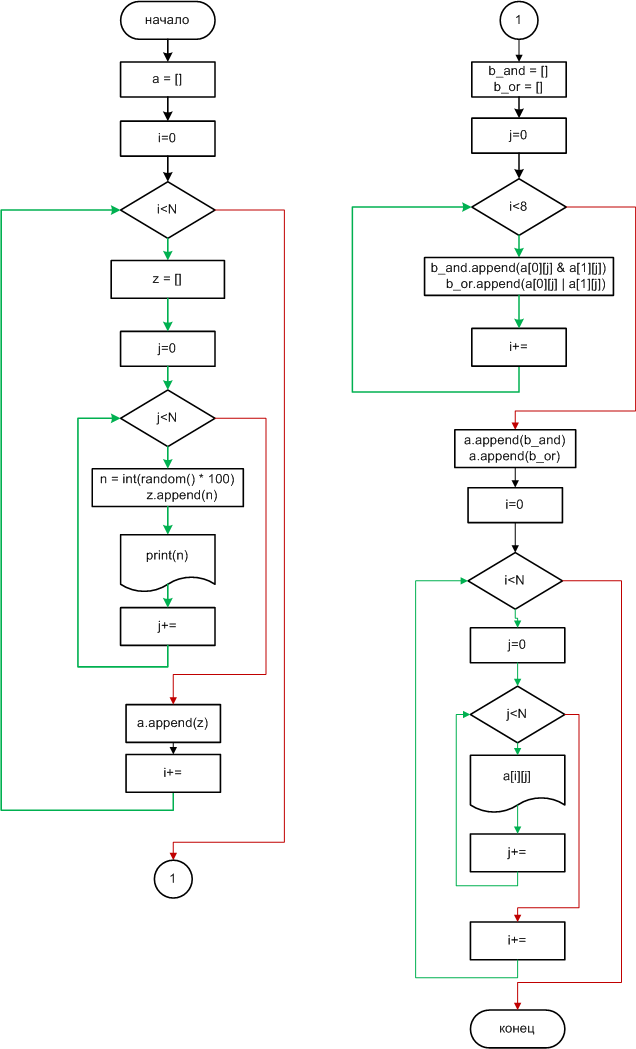 начало
a = []
i=0
i<N
z = []
j=0
j<N
n = int(random() * 100)
z.append(n)
print(n)
j+=
a.append(z)
i+=
1
1
b_and = []
b_or = []
j=0
i<8
b_and.append(a[0][j] & a[1][j])
b_or.append(a[0][j] | a[1][j])
i+=
a.append(b_and)
a.append(b_or)
i=0
i<N
j=0
j<N
a[i][j]
j+=
i+=
конец